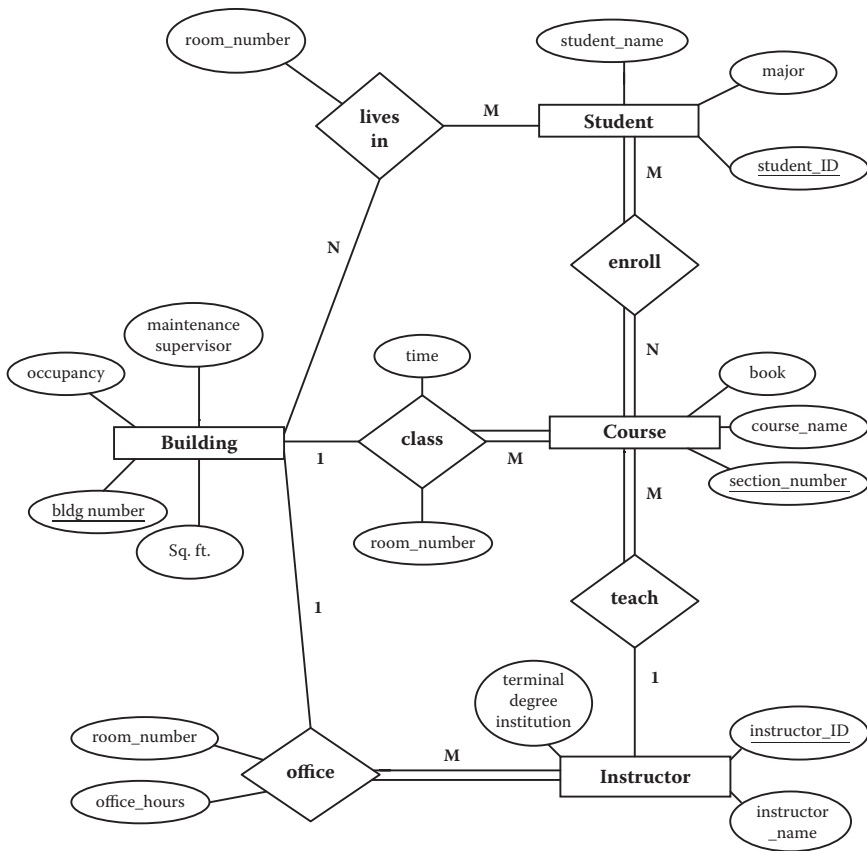 room_number
student_name
major
lives
in
M
Student
M
student_ID
N
enroll
maintenance
supervisor
N
occupancy
time
book
Building
1
class
M
Course
course_name
M
section_number
bldg number
Sq. ft.
room_number
1
teach
terminal
degree
institution
1
room_number
instructor_ID
office
M
Instructor
office_hours
instructor
_name